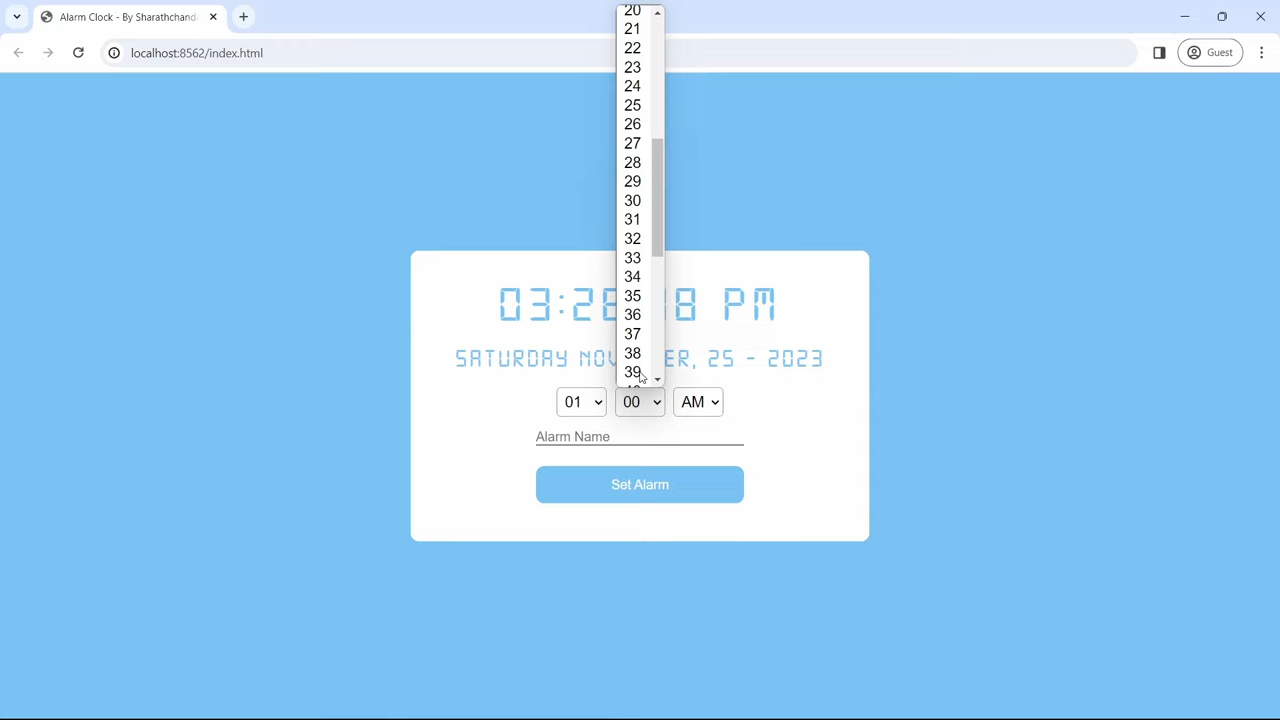 Alarm Clock - By Sharathchand
localhost:8562/index.html
Guest
20
21
22
23
24
25
26
27
28
29
30
31
32
33
34
35
36
37
38
39
03:28 8 PM
SATURDAY NOV ER, 25 - 2023
01 00 AM
Alarm Name
Set Alarm